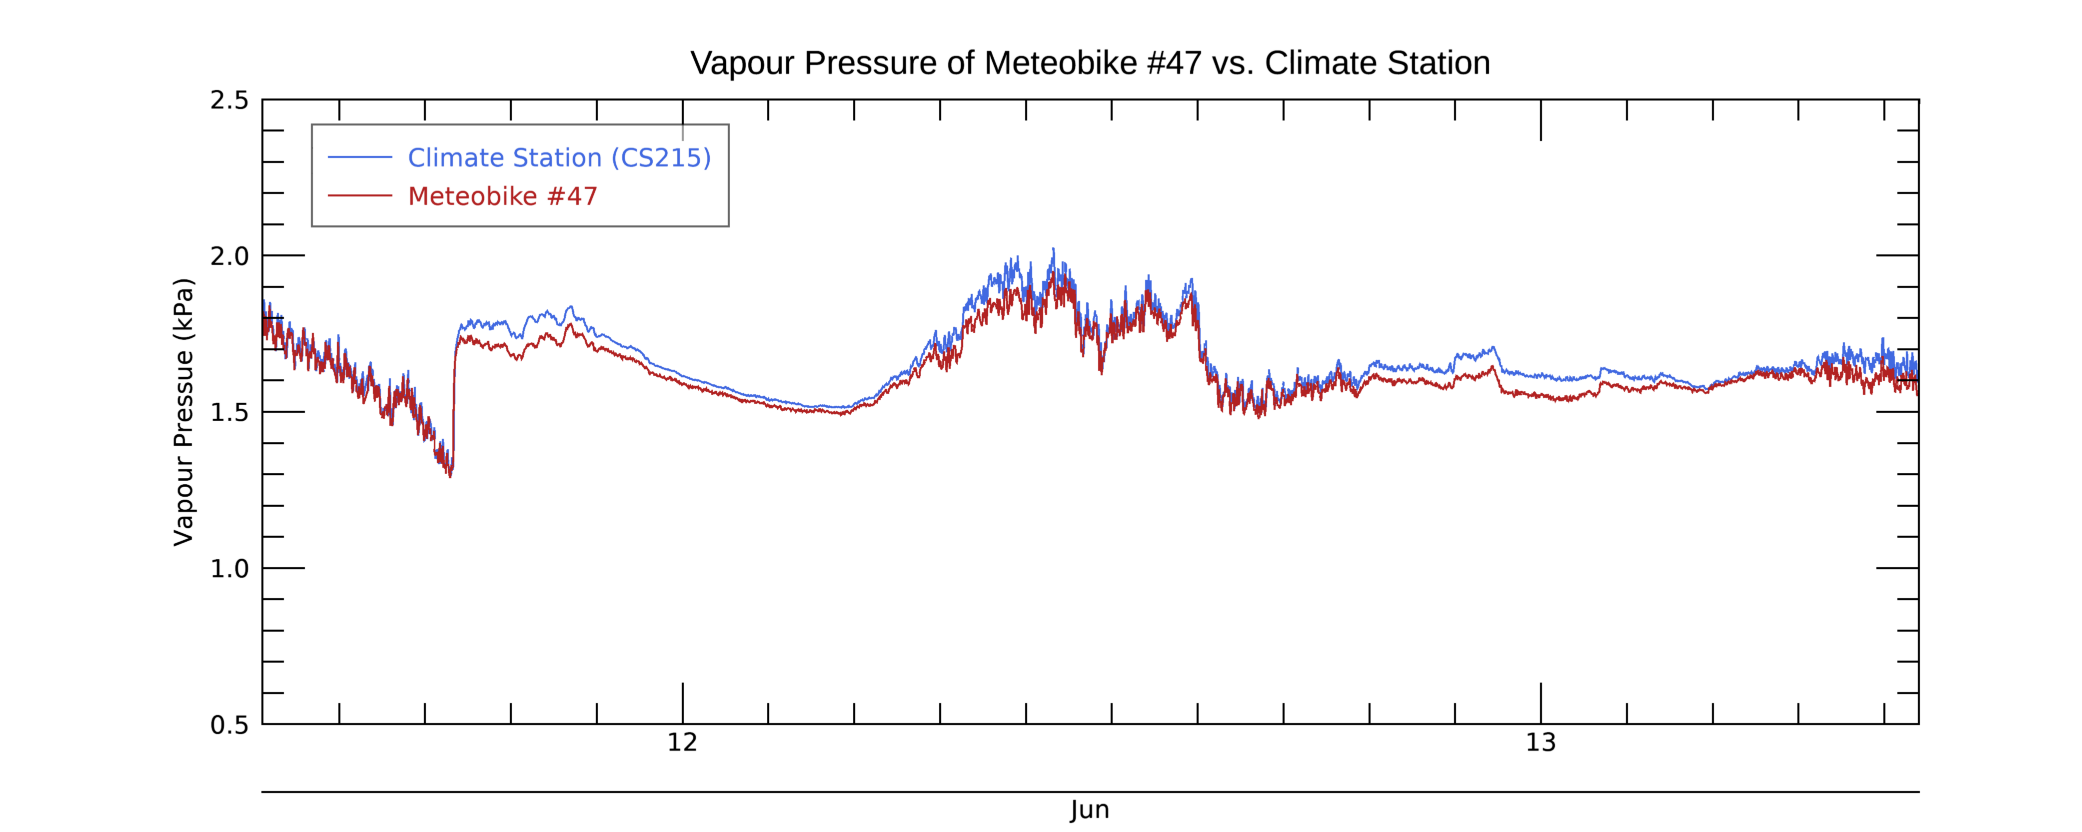 Vapour Pressure of Meteobike #47 vs. Climate Station
2.5
Climate Station (CS215)
Meteobike #47
2.0
Vapour Pressue (kPa)
1.5
1.0
0.5
12
13
Jun